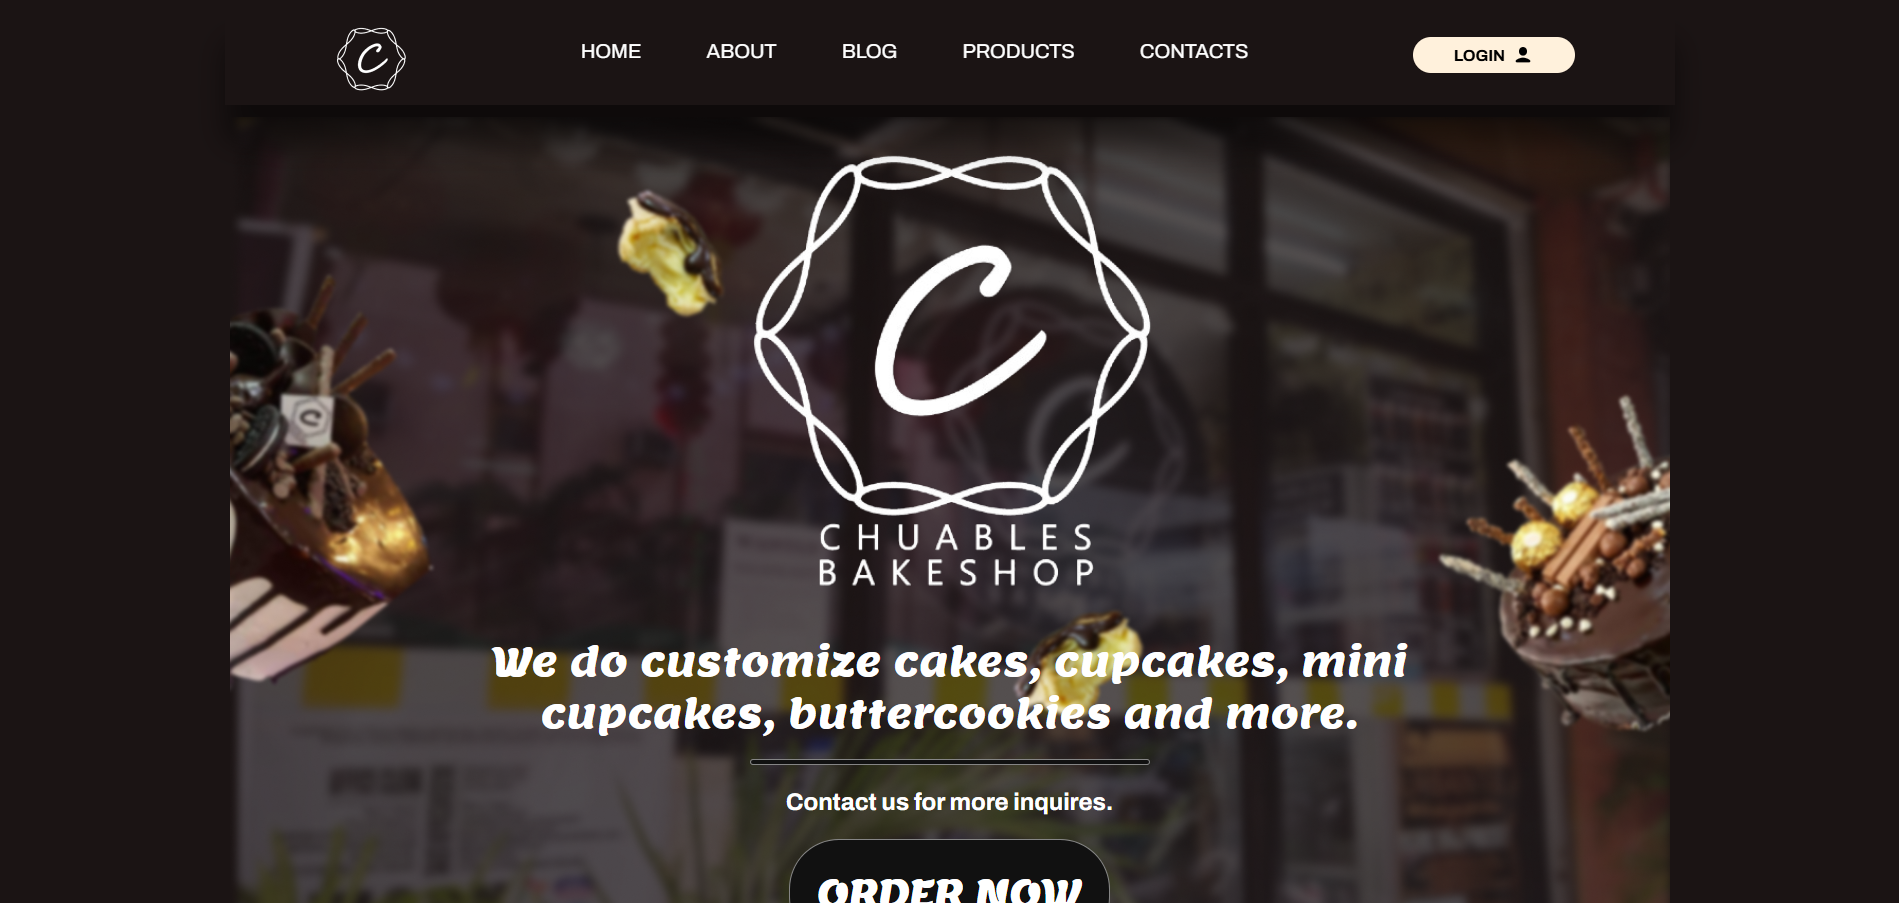 C
HOME ABOUT BLOG PRODUCTS CONTACTS LOGIN
C
CHUABLES
BAKESHOP
We do customize cakes, cupcakes, mini
cupcakes, buttercookies and more.
Contact us for more inquires.
ORDER NOW